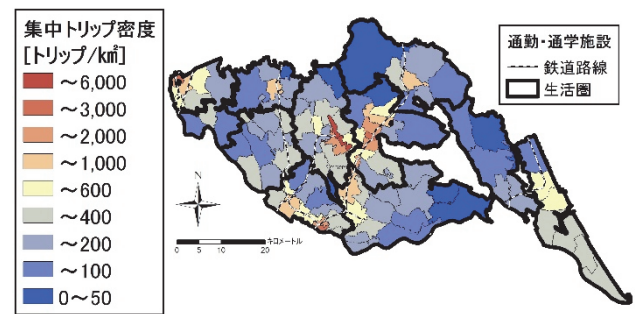 集中トリップ密度
[トリップ/k㎡]
～6,000
～3,000
～2,000
～1,000
～600
～400
～200
～100
0～50
通勤・通学施設
鉄道路線
生活圏
N
0 5 10 20
キロメートル